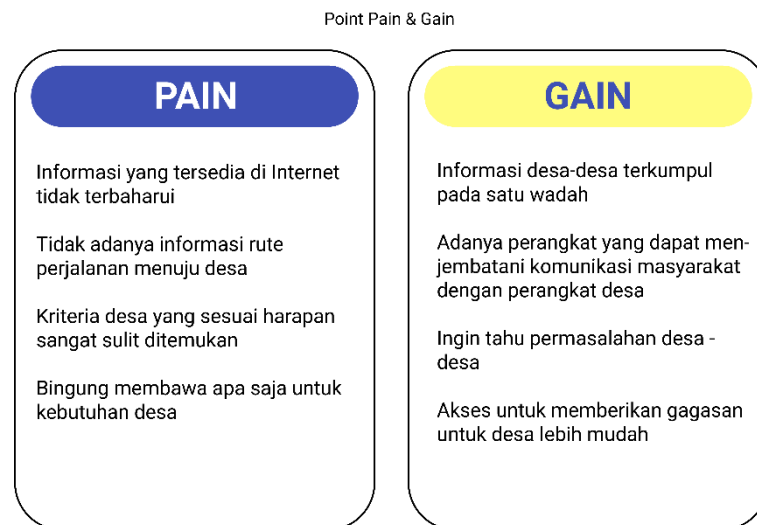 Point Pain & Gain
PAIN
Informasi yang tersedia di Internet
tidak terbaharui
Tidak adanya informasi rute
perjalanan menuju desa
Kriteria desa yang sesuai harapan
sangat sulit ditemukan
Bingung membawa apa saja untuk
kebutuhan desa
GAIN
Informasi desa-desa terkumpul
pada satu wadah
Adanya perangkat yang dapat men-
jembatani komunikasi masyarakat
dengan perangkat desa
Ingin tahu permasalahan desa -
desa
Akses untuk memberikan gagasan
untuk desa lebih mudah